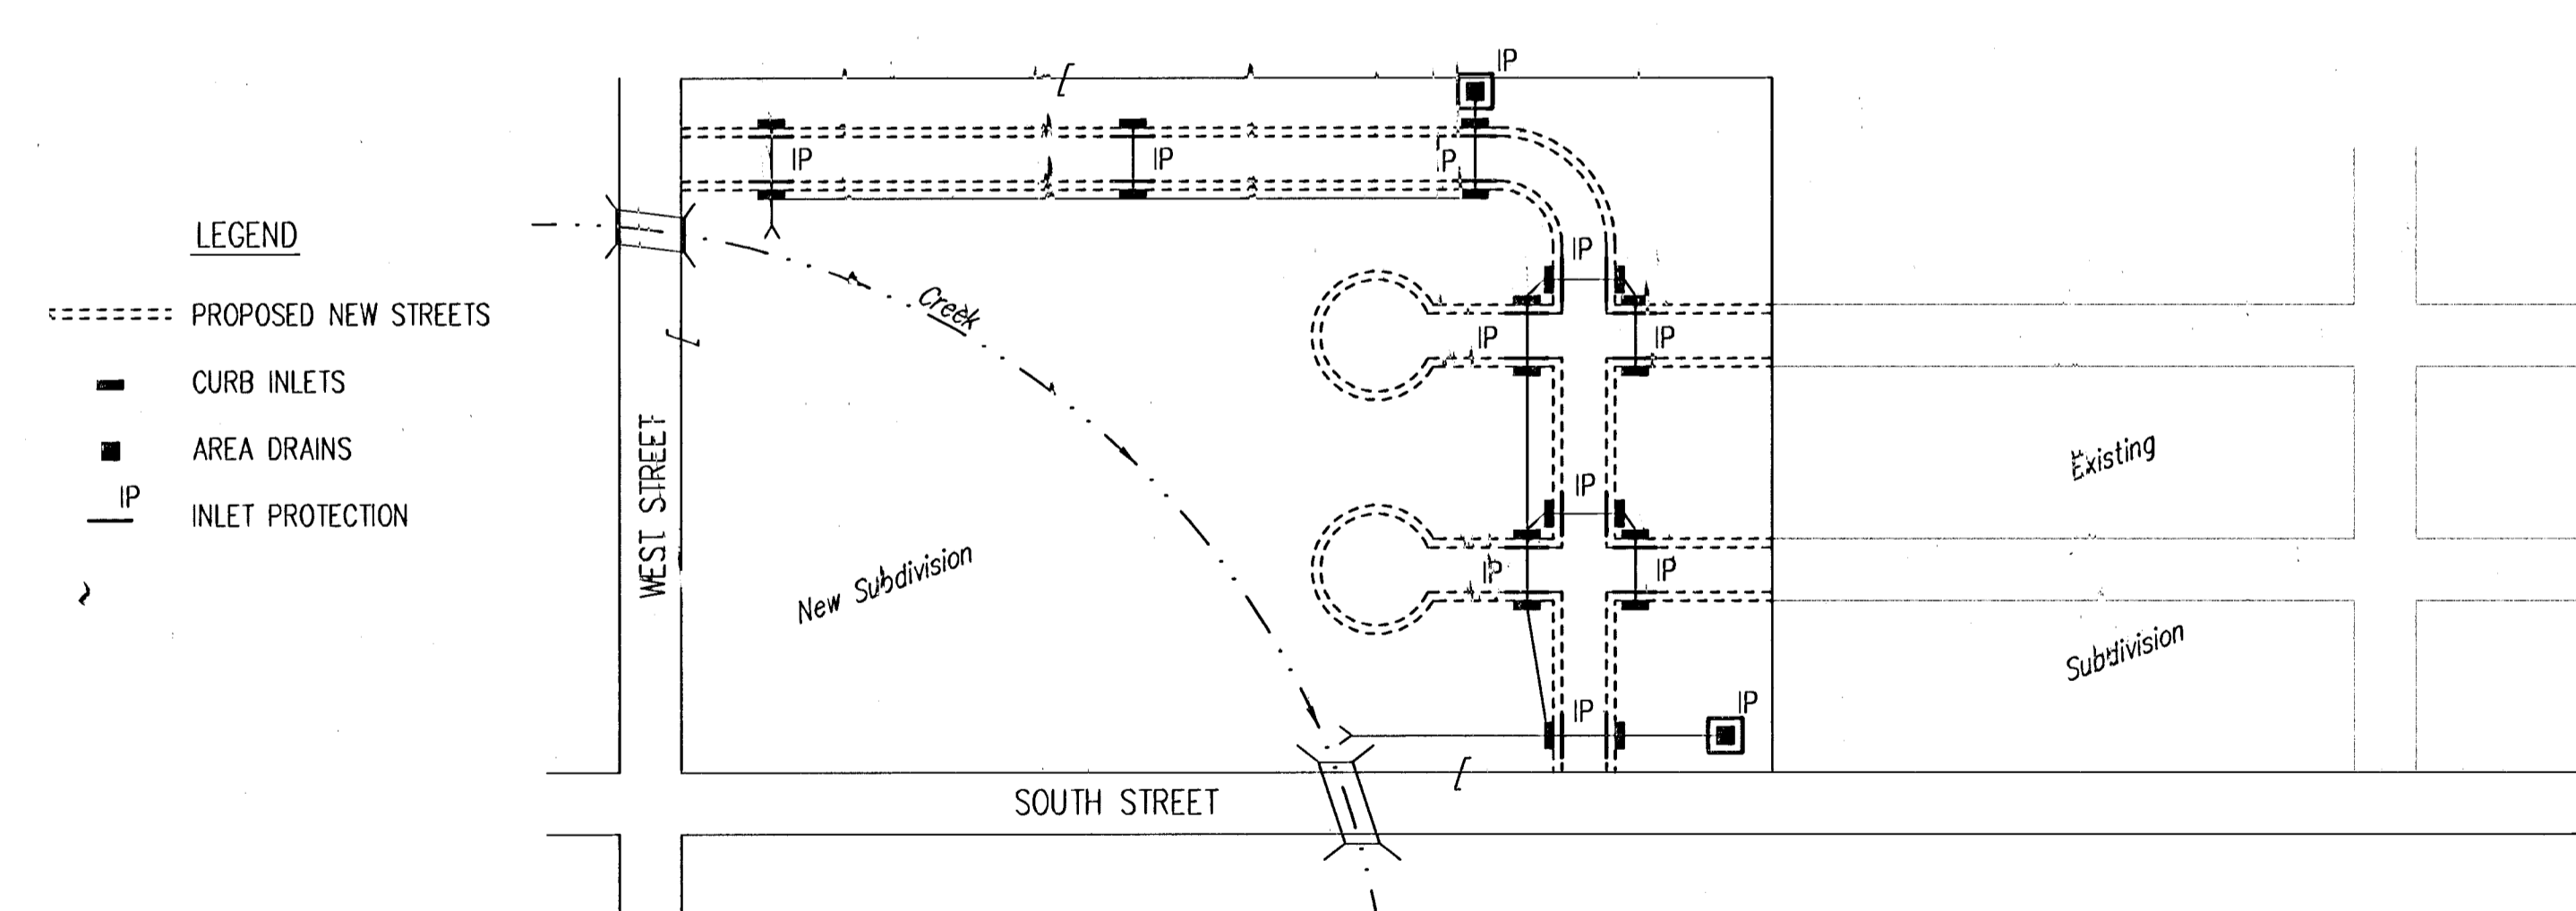 LEGEND
PROPOSED NEW STREETS
CURB INLETS
AREA DRAINS
IP
INLET PROTECTION
WEST STREET
IP
IP
IP
IP
Creek
IP
IP
IP
New Subdivision
IP
IP
IP
IP
IP
SOUTH STREET
Existing
Subdivision